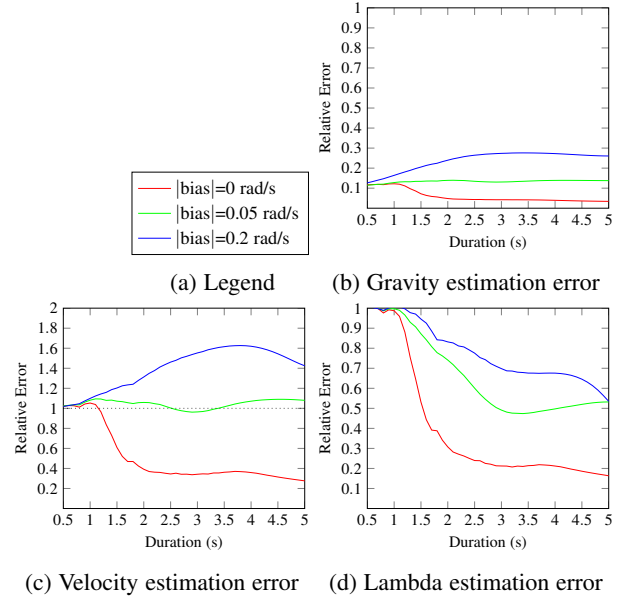 1
0.9
0.8
0.7
0.6
0.5
0.4
0.3
0.2
0.1
0.5 1 1.5 2 2.5 3 3.5 4 4.5 5
Relative Error
Duration (s)
|bias|=0 rad/s
|bias|=0.05 rad/s
|bias|=0.2 rad/s
(a) Legend
(b) Gravity estimation error
2
1.8
1.6
1.4
1.2
1
0.8
0.6
0.4
0.2
0.5 1 1.5 2 2.5 3 3.5 4 4.5 5
Relative Error
Duration (s)
1
0.9
0.8
0.7
0.6
0.5
0.4
0.3
0.2
0.1
0.5 1 1.5 2 2.5 3 3.5 4 4.5 5
Relative Error
Duration (s)
(c) Velocity estimation error
(d) Lambda estimation error